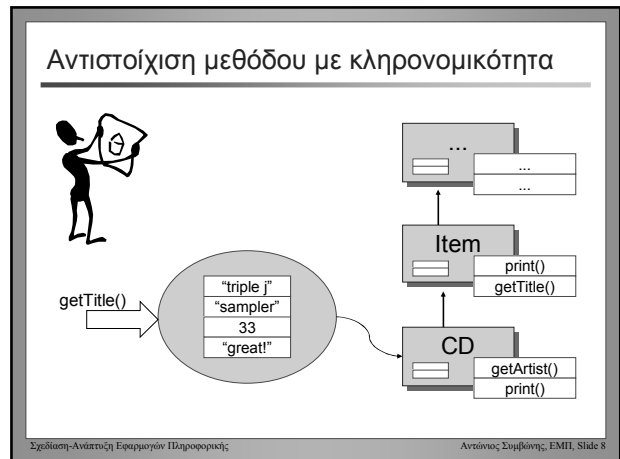 Αντιστοίχιση μεθόδου με κληρονομικότητα
...
...
...
Item
print()
getTitle()
getTitle()
"triple j"
"sampler"
33
"great!"
CD
getArtist()
print()
Σχεδίαση-Ανάπτυξη Εφαρμογών Πληροφορικής
Αντώνιος Συμβώνης, ΕΜΠ, Slide 8